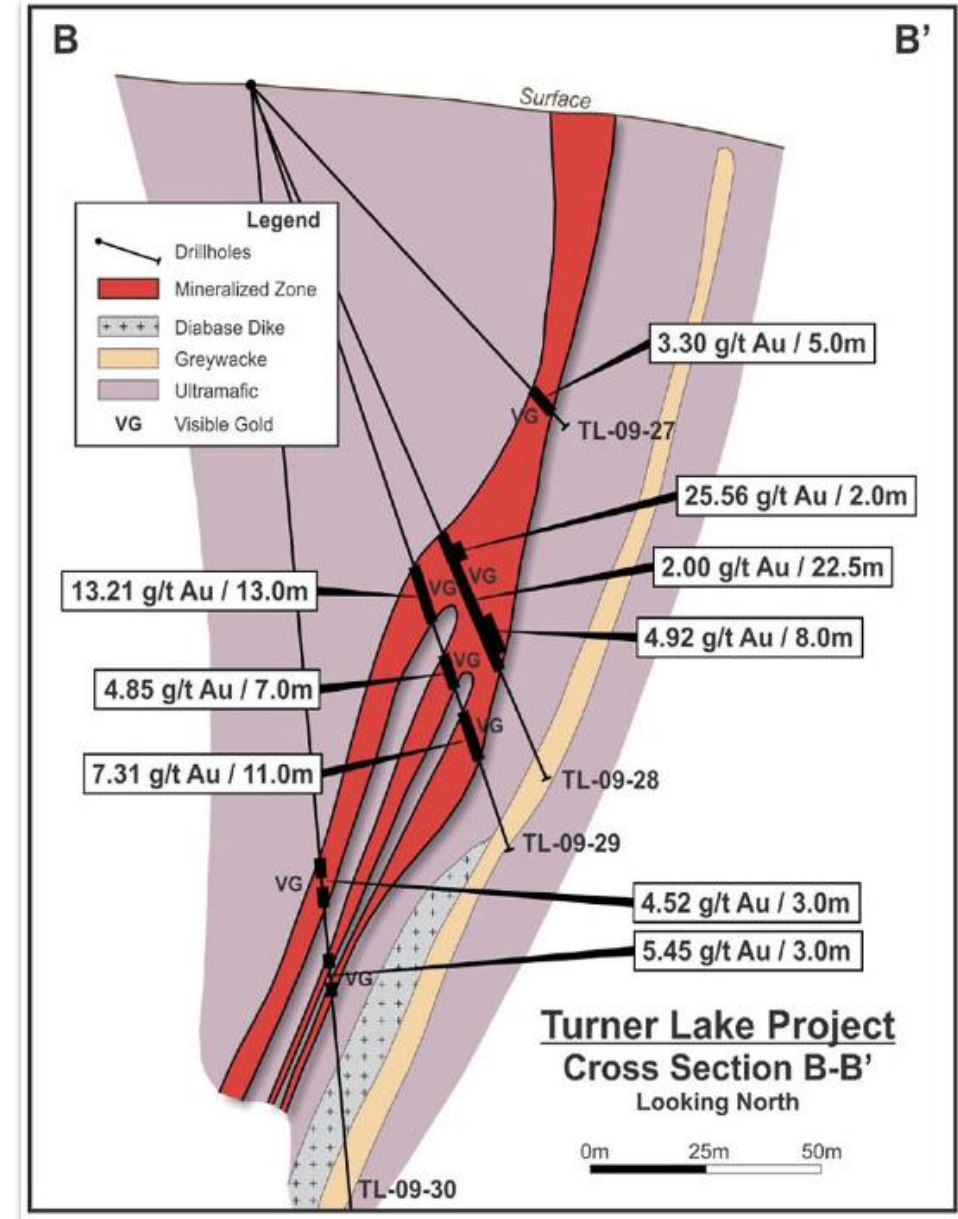 B
B’
Surface
Legend
Drillholes
Mineralized Zone
Diabase Dike
Greywacke
Ultramafic
VG Visible Gold
3.30 g/t Au / 5.0m
VG
TL-09-27
25.56 g/t Au / 2.0m
VG
2.00 g/t Au / 22.5m
13.21 g/t Au / 13.0m
VG
4.92 g/t Au / 8.0m
VG
4.85 g/t Au / 7.0m
VG
7.31 g/t Au / 11.0m
TL-09-28
TL-09-29
VG
4.52 g/t Au / 3.0m
5.45 g/t Au / 3.0m
VG
Turner Lake Project
Cross Section B-B’
Looking North
0m 25m 50m
TL-09-30